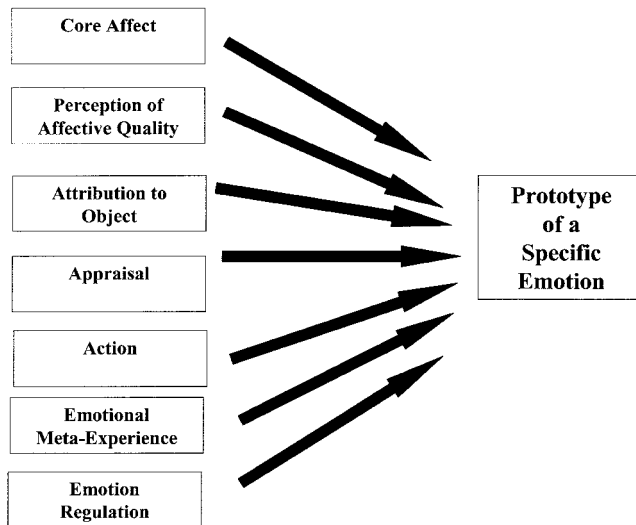 Core Affect
Perception of
Affective Quality
Attribution to
Object
Appraisal
Action
Emotional
Meta-Experience
Emotion
Regulation
Prototype
of a
Specific
Emotion